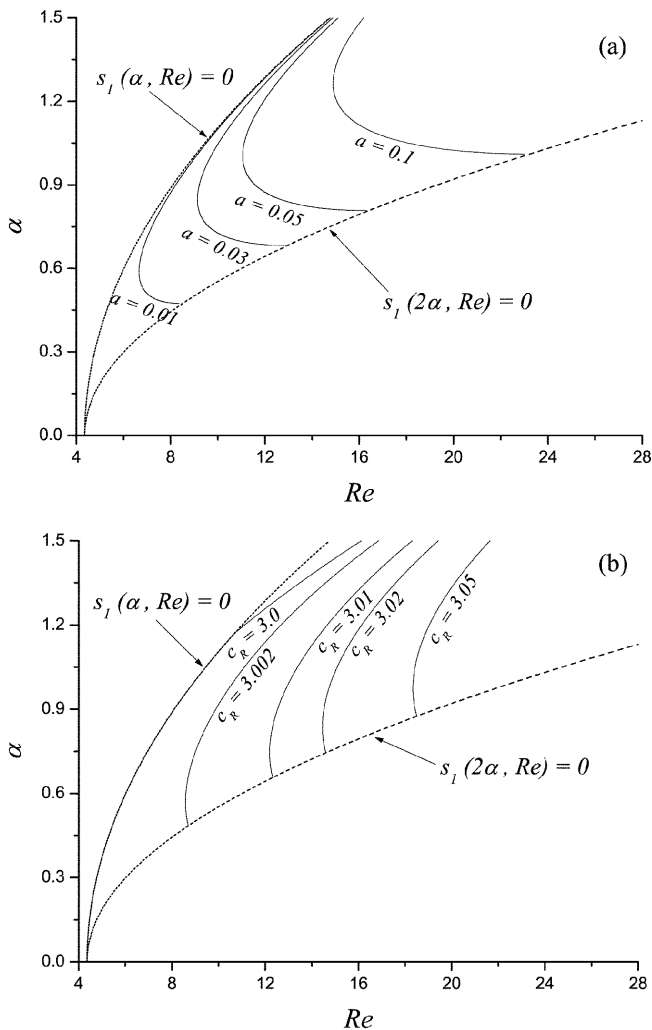 1.5
1.2
0.9
0.6
0.3
0.0
α
(a)
s1 (α, Re) = 0
a = 0.1
a = 0.05
a = 0.03
a = 0.01
s1 (2α, Re) = 0
4 8 12 16 20 24 28
Re
1.5
1.2
0.9
0.6
0.3
0.0
α
(b)
s1 (α, Re) = 0
cR = 3.0
cR = 3.002
cR = 3.01
cR = 3.02
cR = 3.05
s1 (2α, Re) = 0
4 8 12 16 20 24 28
Re